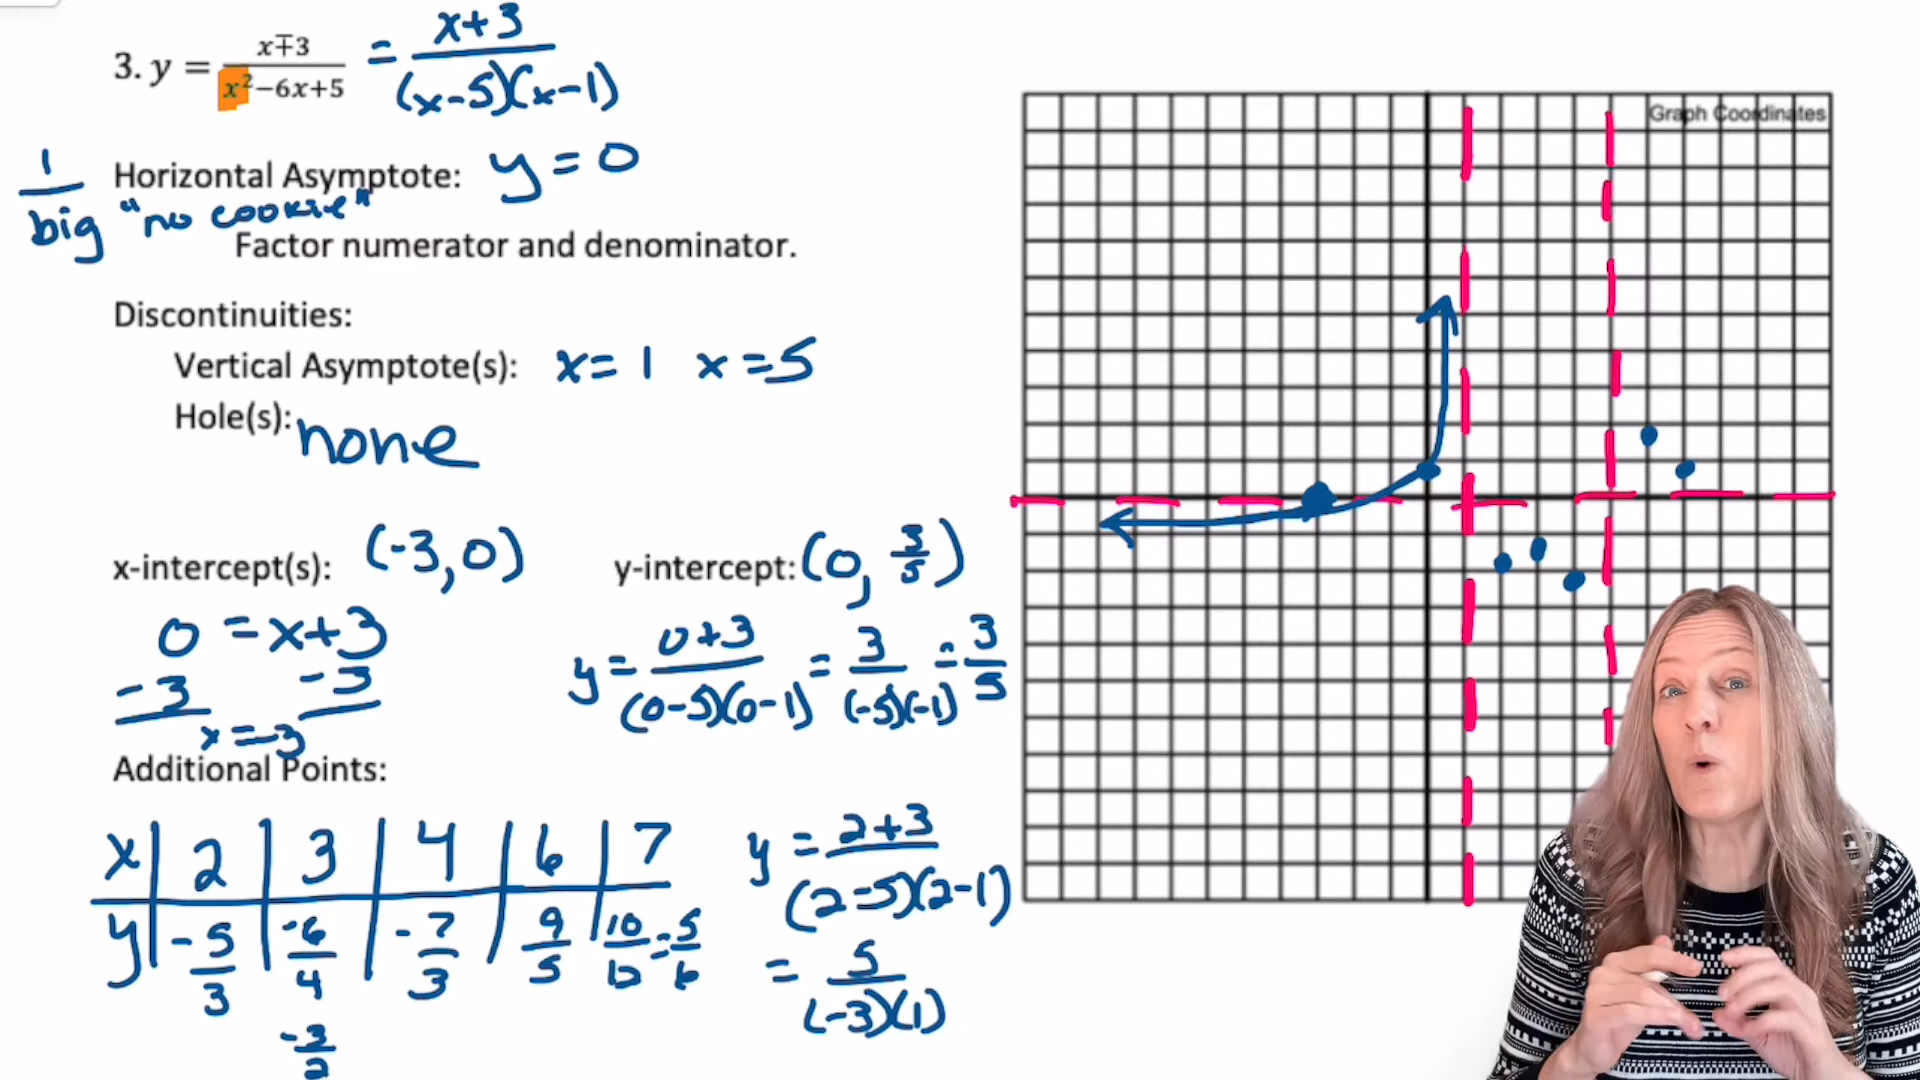 3. y = x∓3 / x²−6x+5 = x+3 / (x-5)(x-1)
Horizontal Asymptote: y = 0
1 / big "no cookie"
Factor numerator and denominator.
Discontinuities:
Vertical Asymptote(s): x = 1 x = 5
Hole(s): none
x-intercept(s): (-3, 0)
0 = x+3
-3 -3
x = -3
y-intercept: (0, 3/5)
y = 0+3 / (0-5)(0-1) = 3 / (-5)(-1) = 3/5
Additional Points:
x | 2 | 3 | 4 | 6 | 7
y | -5/3 | -6/4 | -7/3 | 9/5 | 10/12 = 5/6
-3/2
y = 2+3 / (2-5)(2-1)
= 5 / (-3)(1)
Graph Coordinates